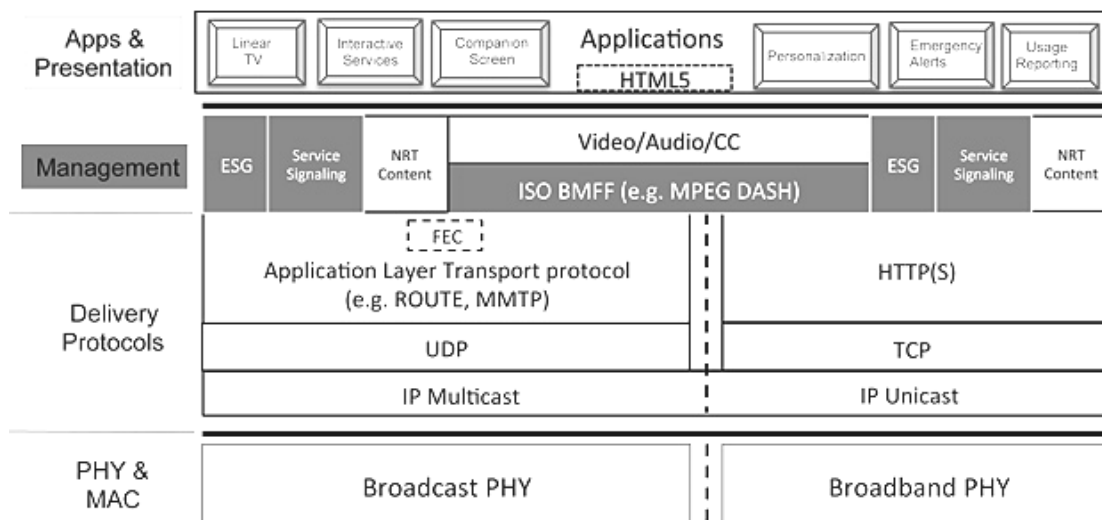 Apps &
Presentation
Linear
TV
Interactive
Services
Companion
Screen
Applications
HTML5
Personalization
Emergency
Alerts
Usage
Reporting
Management
ESG
Service
Signaling
NRT
Content
Video/Audio/CC
ISO BMFF (e.g. MPEG DASH)
ESG
Service
Signaling
NRT
Content
Delivery
Protocols
FEC
Application Layer Transport protocol
(e.g. ROUTE, MMTP)
HTTP(S)
UDP
TCP
IP Multicast
IP Unicast
PHY &
MAC
Broadcast PHY
Broadband PHY